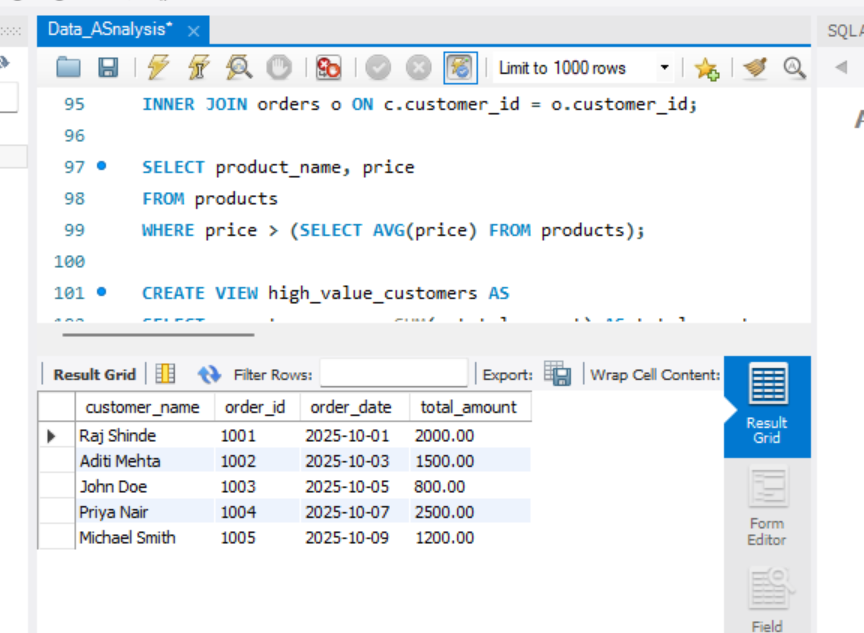 Data_ASnalysis*
SQLA
Limit to 1000 rows
95 INNER JOIN orders o ON c.customer_id = o.customer_id;
96
97 SELECT product_name, price
98 FROM products
99 WHERE price > (SELECT AVG(price) FROM products);
100
101 CREATE VIEW high_value_customers AS
Result Grid Filter Rows: Export: Wrap Cell Content:
customer_name order_id order_date total_amount
Raj Shinde 1001 2025-10-01 2000.00
Aditi Mehta 1002 2025-10-03 1500.00
John Doe 1003 2025-10-05 800.00
Priya Nair 1004 2025-10-07 2500.00
Michael Smith 1005 2025-10-09 1200.00
Result
Grid
Form
Editor
Field